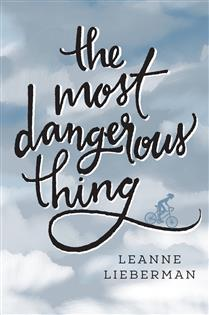 the
most
dangerous
thing
LEANNE
LIEBERMAN